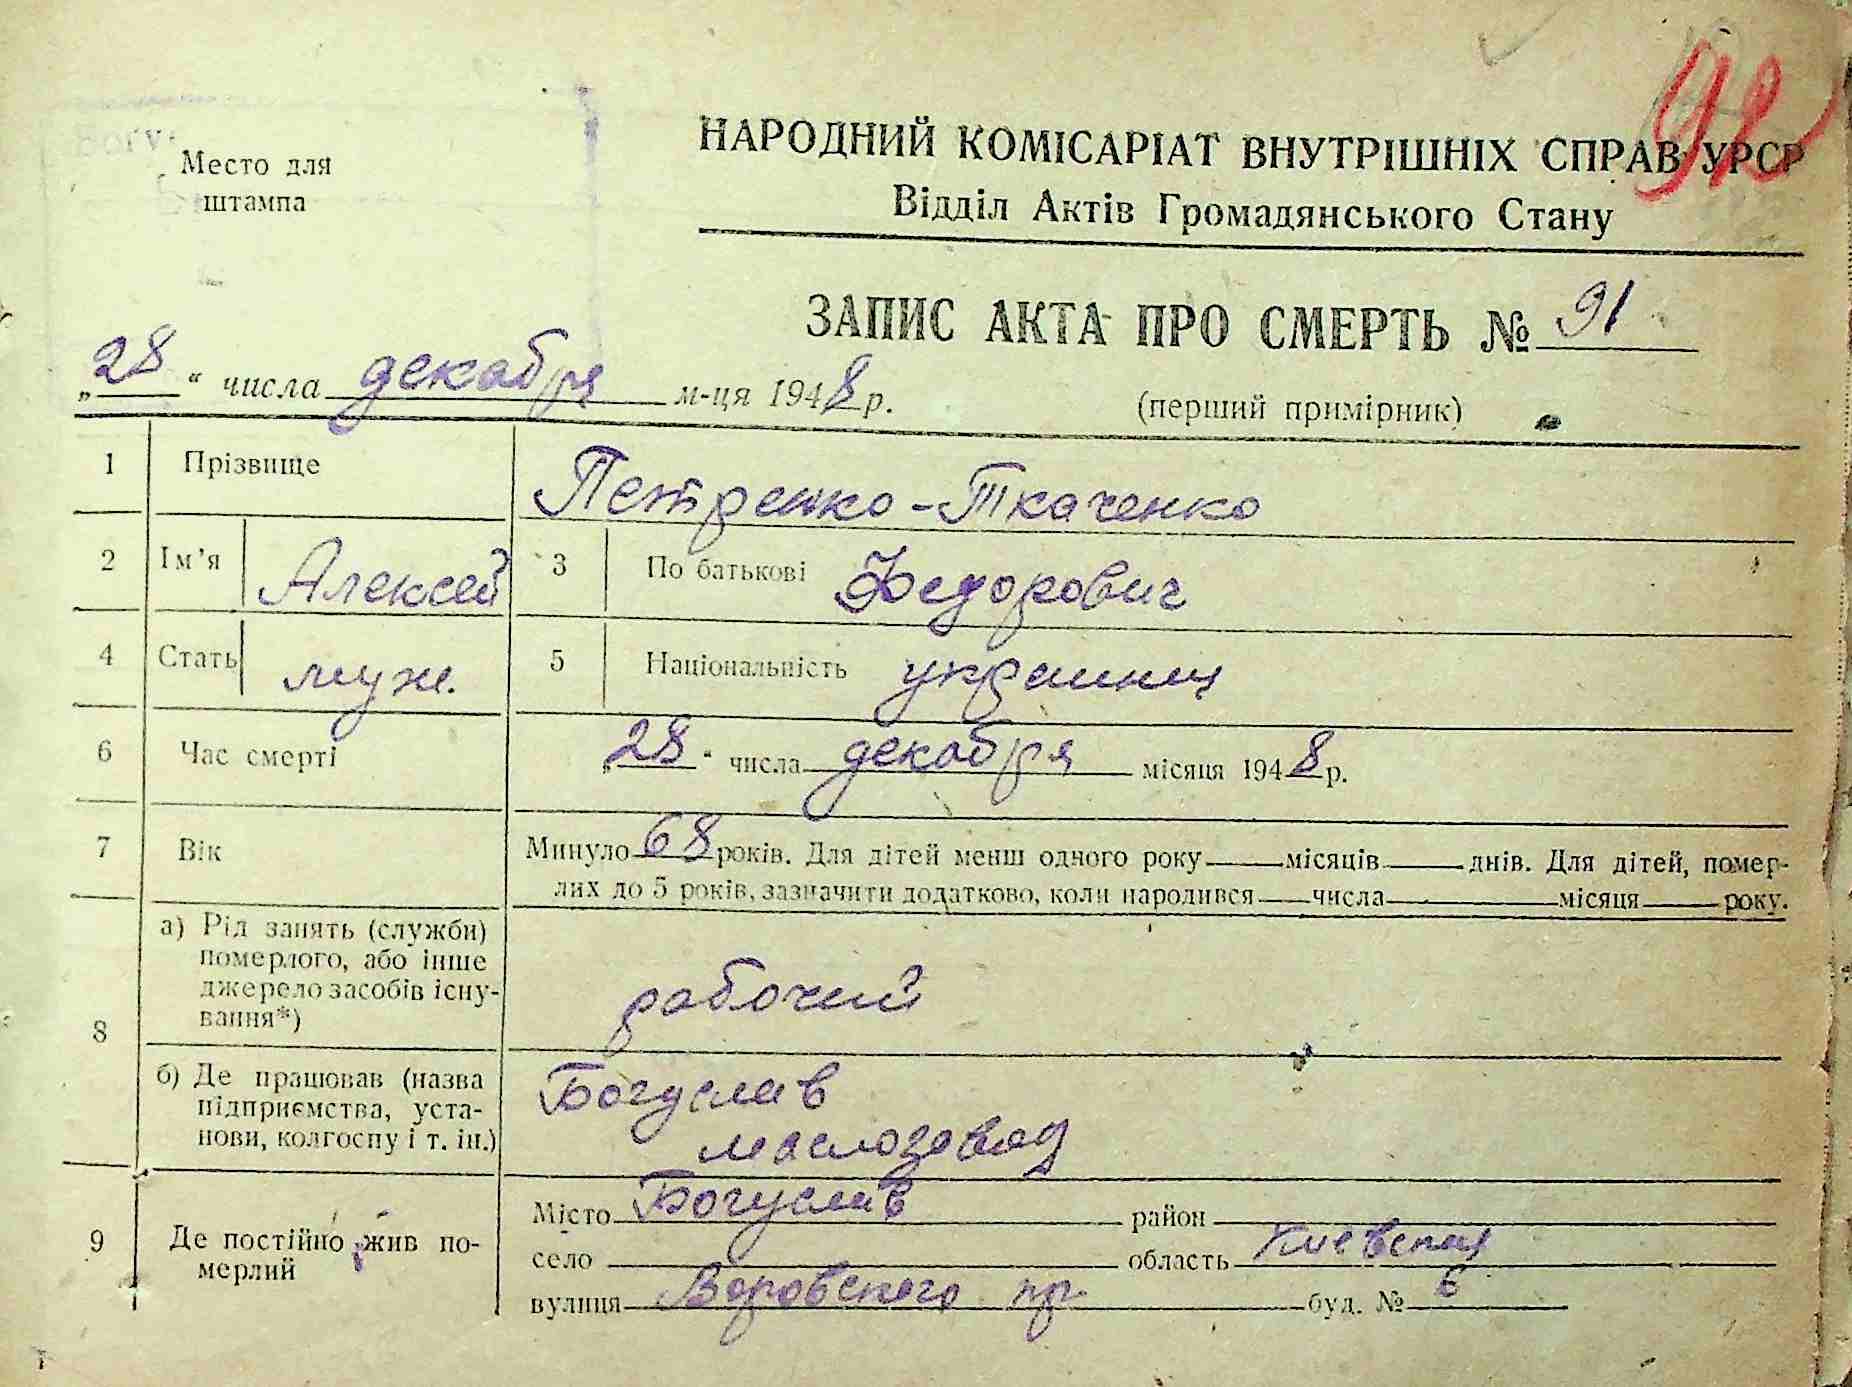 92
Место для
штампа
НАРОДНИЙ КОМІСАРІАТ ВНУТРІШНІХ СПРАВ УРСР
Відділ Актів Громадянського Стану
ЗАПИС АКТА ПРО СМЕРТЬ № 91
„28“ числа декабря м-ця 1948 р.
(перший примірник)
1 Прізвище Петренко-Ткаченко
2 Ім'я Алексей 3 По батькові Федорович
4 Стать муж. 5 Національність украинец
6 Час смерті „28“ числа декабря місяця 1948 р.
7 Вік Минуло 68 років. Для дітей менш одного року місяців днів. Для дітей, помер-
лих до 5 років, зазначити додатково, коли народився числа місяця року.
8 а) Рід занять (служби)
померлого, або інше
джерело засобів існу-
вання*)
рабочий
б) Де працював (назва
підприємства, уста-
нови, колгоспу і т. ін.)
Богуслав
маслозавод
9 Де постійно жив по-
мерлий
Місто Богуслав район
село область Киевская
вулиця Воровского пр буд. № 6